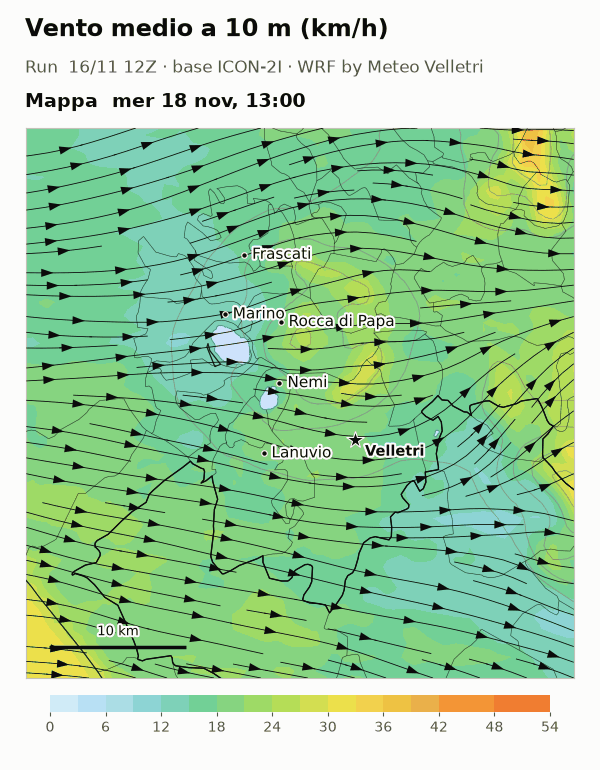 Vento medio a 10 m (km/h)
Run  16/11 12Z · base ICON-2I · WRF by Meteo Velletri
Mappa  mer 18 nov, 13:00
Frascati
Marino
Rocca di Papa
Nemi
Velletri
Lanuvio
10 km
0 6 12 18 24 30 36 42 48 54